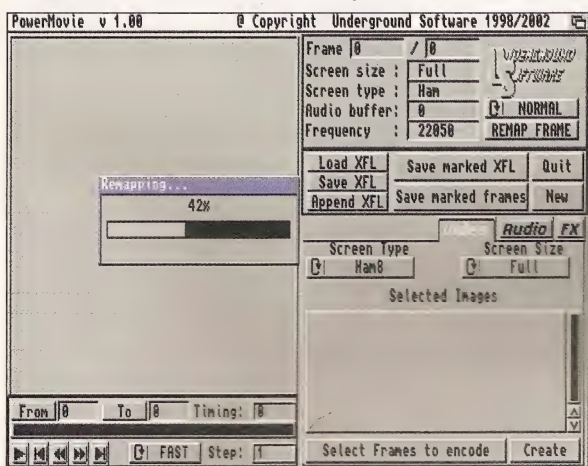 PowerMovie v 1.00 @ Copyright Underground Software 1998/2002
Frame 0 / 0
Screen size : Full
Screen type : Ham
Audio buffer: 0
Frequency : 22050
UNDERGROUND
SOFTWARE
NORMAL
REMAP FRAME
Load XFL
Save XFL
Append XFL
Save marked XFL
Save marked frames
Quit
New
Remapping...
42%
Video Audio FX
Screen Type Screen Size
Ham8 Full
Selected Images
From 0 To 0 Timing: 0
FAST Step: 1
Select Frames to encode Create